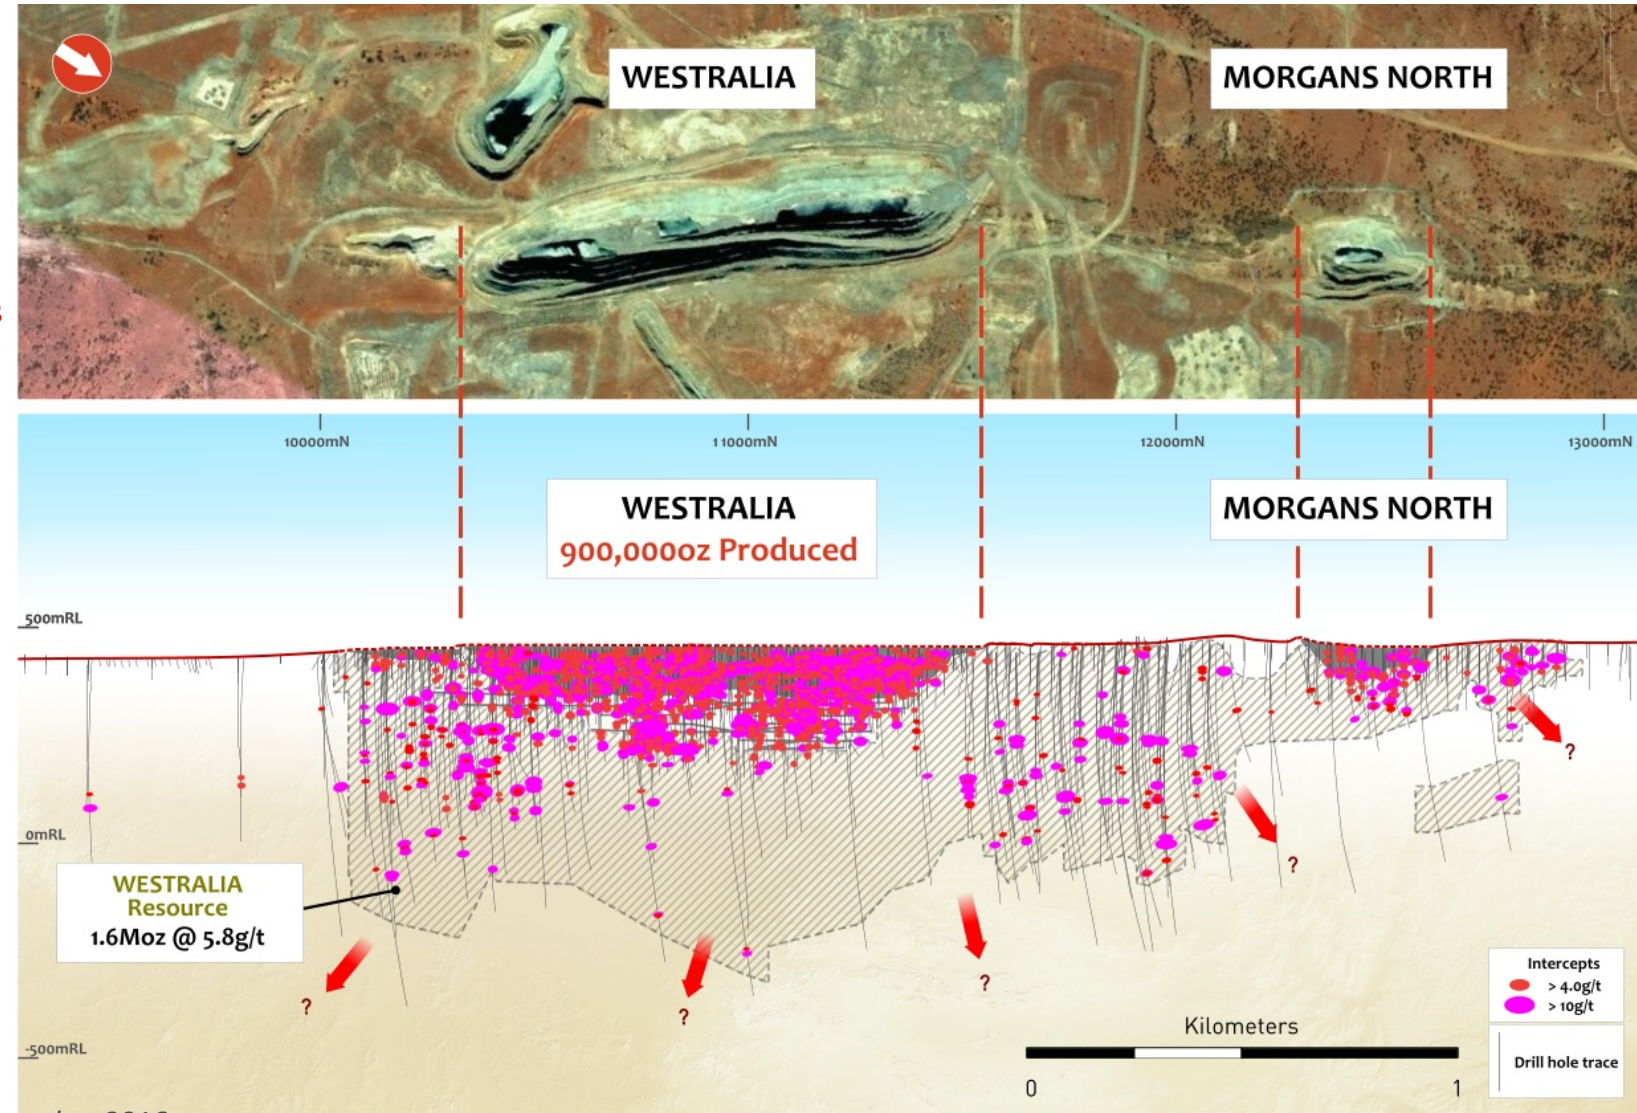 WESTRALIA
MORGANS NORTH
10000mN
11000mN
12000mN
13000mN
WESTRALIA
900,000oz Produced
MORGANS NORTH
500mRL
0mRL
-500mRL
WESTRALIA
Resource
1.6Moz @ 5.8g/t
?
?
?
?
?
Intercepts
> 4.0g/t
> 10g/t
Drill hole trace
Kilometers
0
1